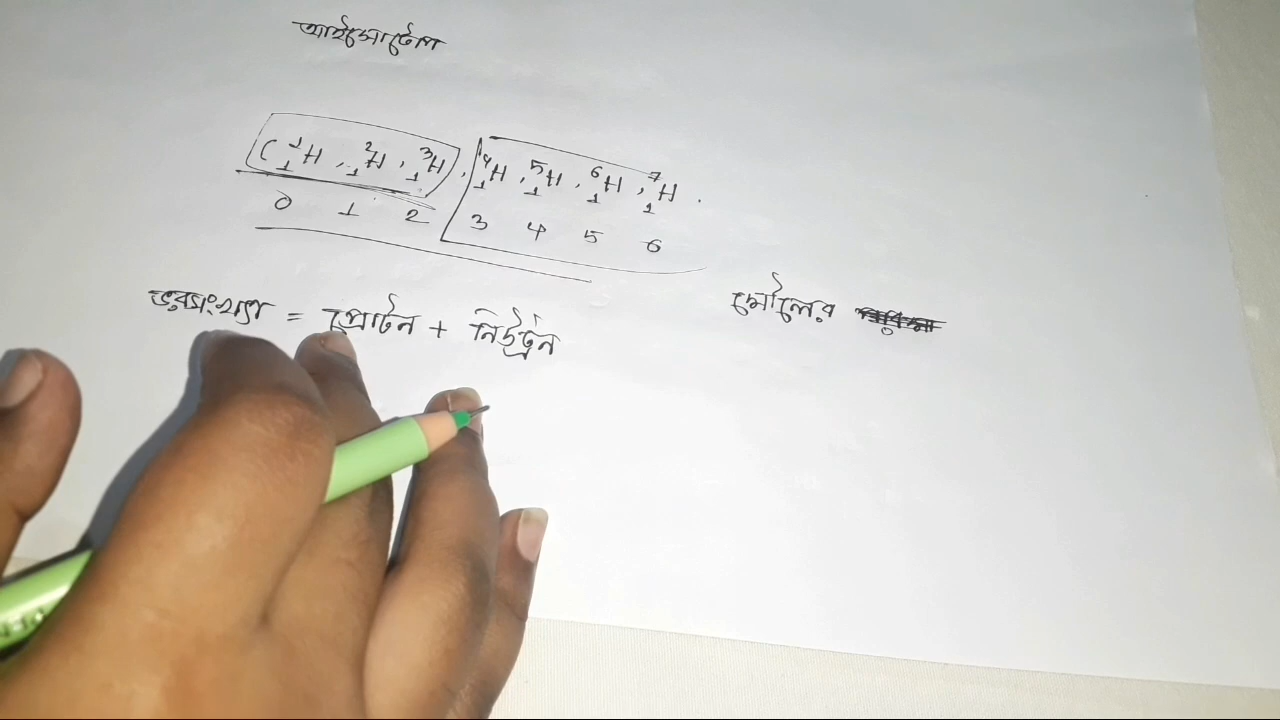 আইসোটোপ
(¹₁H, ²₁H, ³₁H), ⁴₁H, ⁵₁H, ⁶₁H, ⁷₁H.
0 1 2 3 4 5 6
ভরসংখ্যা = প্রোটন + নিউট্রন
মৌলের